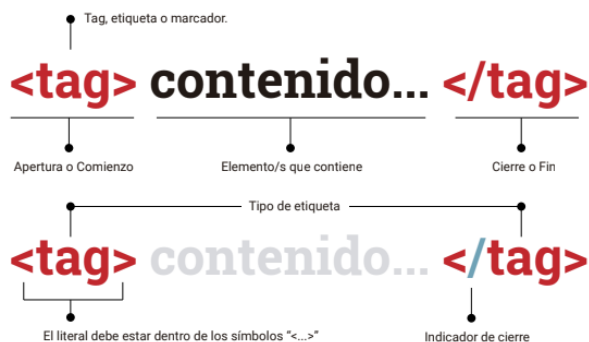 Tag, etiqueta o marcador.
<tag> contenido... </tag>
Apertura o Comienzo Elemento/s que contiene Cierre o Fin
Tipo de etiqueta
<tag> contenido... </tag>
El literal debe estar dentro de los símbolos “<...>” Indicador de cierre